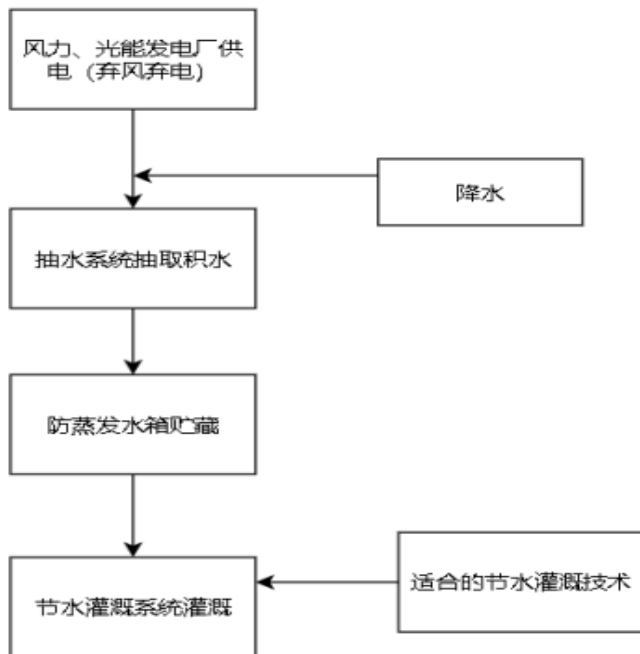 风力、光能发电厂供
电（弃风弃电）
降水
抽水系统抽取积水
防蒸发水箱贮藏
适合的节水灌溉技术
节水灌溉系统灌溉